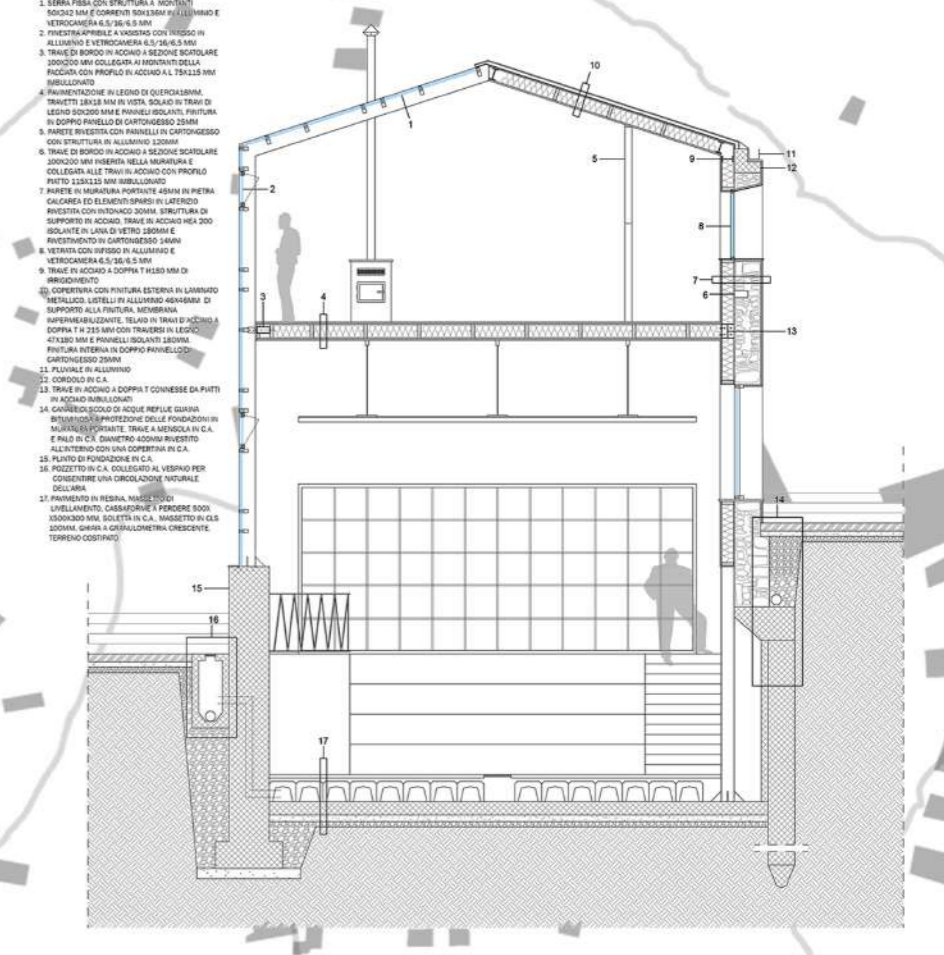 1. SERRA FISSA CON STRUTTURA A MONTANTI
50X242 MM E CORRENTI 50X136M IN ALLUMINIO E
VETROCAMERA 6,5/16/6,5 MM
2. FINESTRA APRIBILE A VASISTAS CON INFISSO IN
ALLUMINIO E VETROCAMERA 6,5/16/6,5 MM
3. TRAVE DI BORDO IN ACCIAIO A SEZIONE SCATOLARE
100X200 MM COLLEGATA AI MONTANTI DELLA
FACCIATA CON PROFILO IN ACCIAIO A L 75X115 MM
IMBULLONATO
4. PAVIMENTAZIONE IN LEGNO DI QUERCIA18MM,
TRAVETTI 18X18 MM IN VISTA, SOLAIO IN TRAVI DI
LEGNO 50X200 MM E PANNELI ISOLANTI, FINITURA
IN DOPPIO PANELLO DI CARTONGESSO 25MM
5. PARETE RIVESTITA CON PANNELLI IN CARTONGESSO
CON STRUTTURA IN ALLUMINIO 120MM
6. TRAVE DI BORDO IN ACCIAIO A SEZIONE SCATOLARE
100X200 MM INSERITA NELLA MURATURA E
COLLEGATA ALLE TRAVI IN ACCIAIO CON PROFILO
PIATTO 115X115 MM IMBULLONATO
7. PARETE IN MURATURA PORTANTE 45MM IN PIETRA
CALCAREA ED ELEMENTI SPARSI IN LATERIZIO
RIVESTITA CON INTONACO 30MM, STRUTTURA DI
SUPPORTO IN ACCIAIO, TRAVE IN ACCIAIO HEA 200
ISOLANTE IN LANA DI VETRO 180MM E
RIVESTIMENTO IN CARTONGESSO 14MM
8. VETRATA CON INFISSO IN ALLUMINIO E
VETROCAMERA 6,5/16/6,5 MM
9. TRAVE IN ACCIAIO A DOPPIA T H180 MM DI
IRRIGIDIMENTO
10. COPERTURA CON FINITURA ESTERNA IN LAMINATO
METALLICO, LISTELLI IN ALLUMINIO 46X46MM DI
SUPPORTO ALLA FINITURA, MEMBRANA
IMPERMEABILIZZANTE, TELAIO IN TRAVI D'ACCIAIO A
DOPPIA T H 215 MM CON TRAVERSI IN LEGNO
47X180 MM E PANNELLI ISOLANTI 180MM,
FINITURA INTERNA IN DOPPIO PANNELLO DI
CARTONGESSO 25MM
11. PLUVIALE IN ALLUMINIO
12. CORDOLO IN C.A.
13. TRAVE IN ACCIAIO A DOPPIA T CONNESSE DA PIATTI
IN ACCIAIO IMBULLONATI
14. CANALE DI SCOLO DI ACQUE REFLUE GUAINA
BITUMINOSA A PROTEZIONE DELLE FONDAZIONI IN
MURATURA PORTANTE, TRAVE A MENSOLA IN C.A.
E PALO IN C.A. DIAMETRO 400MM RIVESTITO
ALL'INTERNO CON UNA COPERTINA IN C.A.
15. PLINTO DI FONDAZIONE IN C.A.
16. POZZETTO IN C.A. COLLEGATO AL VESPAIO PER
CONSENTIRE UNA CIRCOLAZIONE NATURALE
DELL'ARIA
17. PAVIMENTO IN RESINA, MASSETTO DI
LIVELLAMENTO, CASSAFORME A PERDERE 500X
X500X300 MM, SOLETTA IN C.A., MASSETTO IN CLS
100MM, GHIAIA A GRANULOMETRIA CRESCENTE,
TERRENO COSTIPATO
10
1
11
5
9
12
2
8
7
6
3
4
13
14
15
16
17